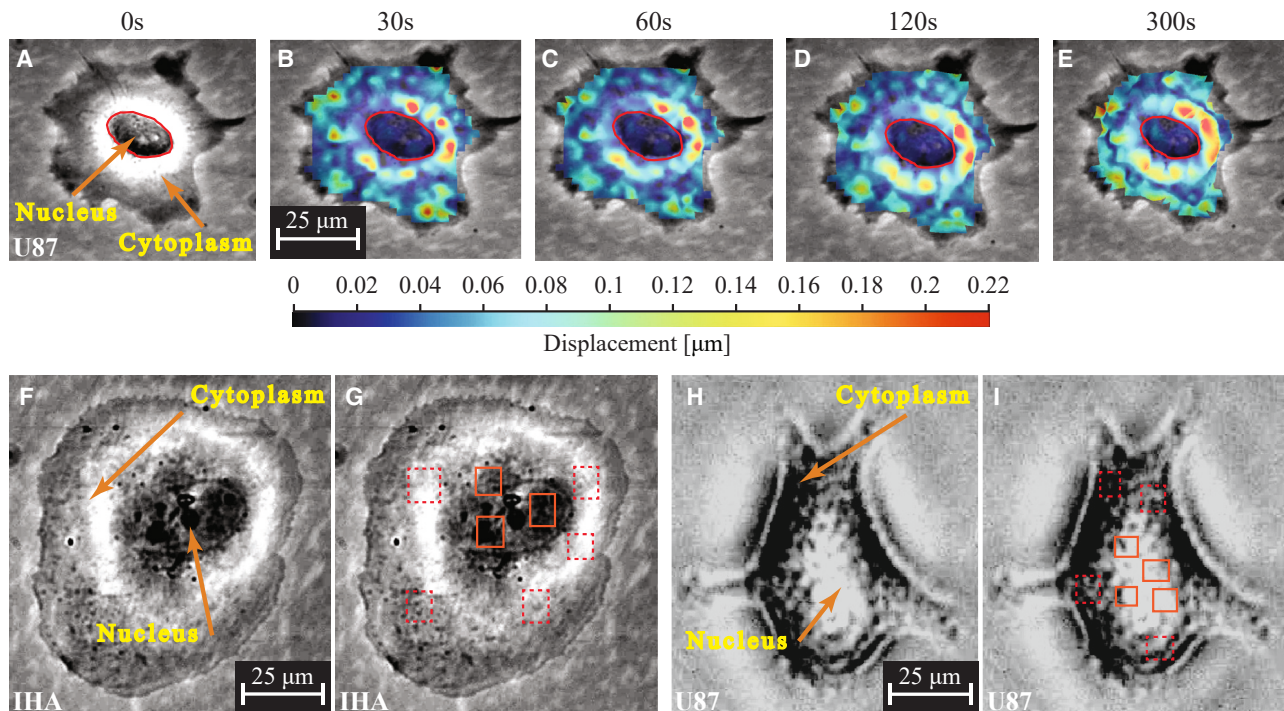 0s 30s 60s 120s 300s
A B C D E
Nucleus
Cytoplasm
U87
25 μm
0 0.02 0.04 0.06 0.08 0.1 0.12 0.14 0.16 0.18 0.2 0.22
Displacement [μm]
F G H I
Cytoplasm Cytoplasm
Nucleus Nucleus
25 μm 25 μm 25 μm
IHA IHA U87 U87